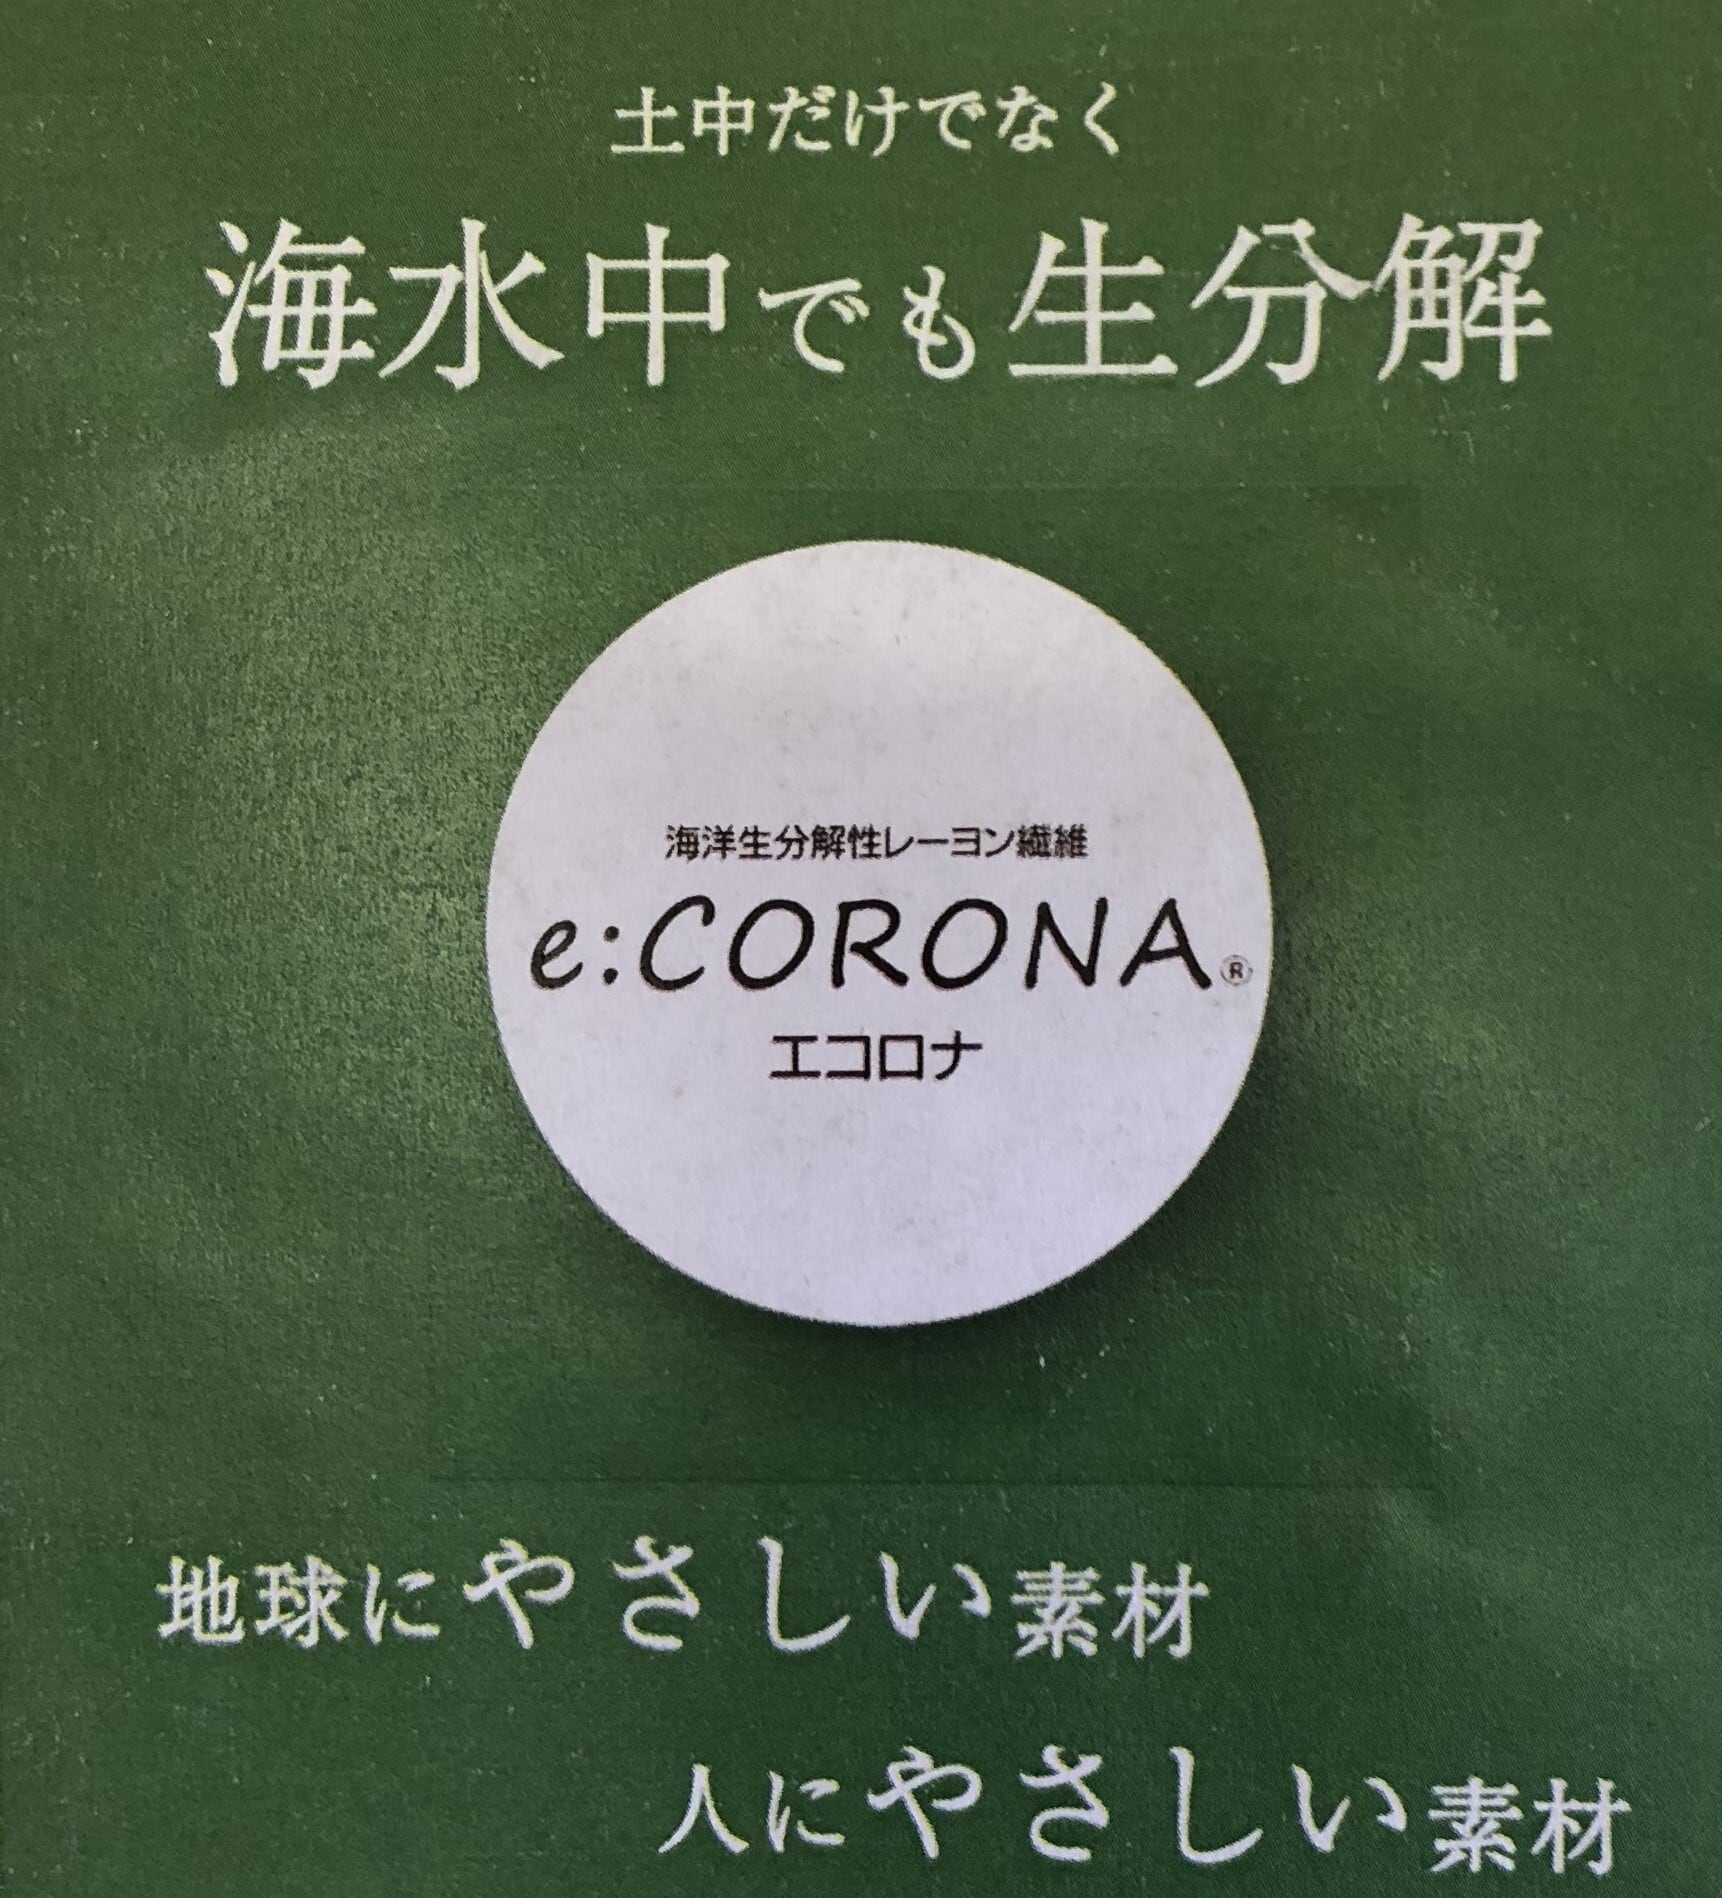 土中だけでなく
海水中でも生分解
海洋生分解性レーヨン繊維
e:CORONA®
エコロナ
地球にやさしい素材
人にやさしい素材